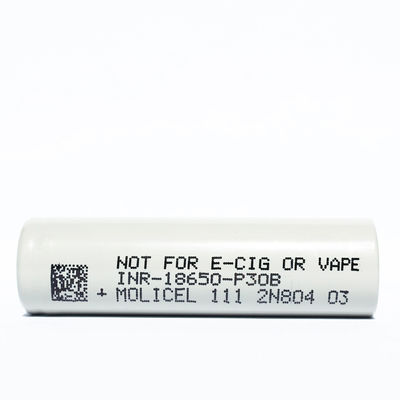 NOT FOR E-CIG OR VAPE
INR-18650-P30B
+ MOLICEL 111 2N804 03